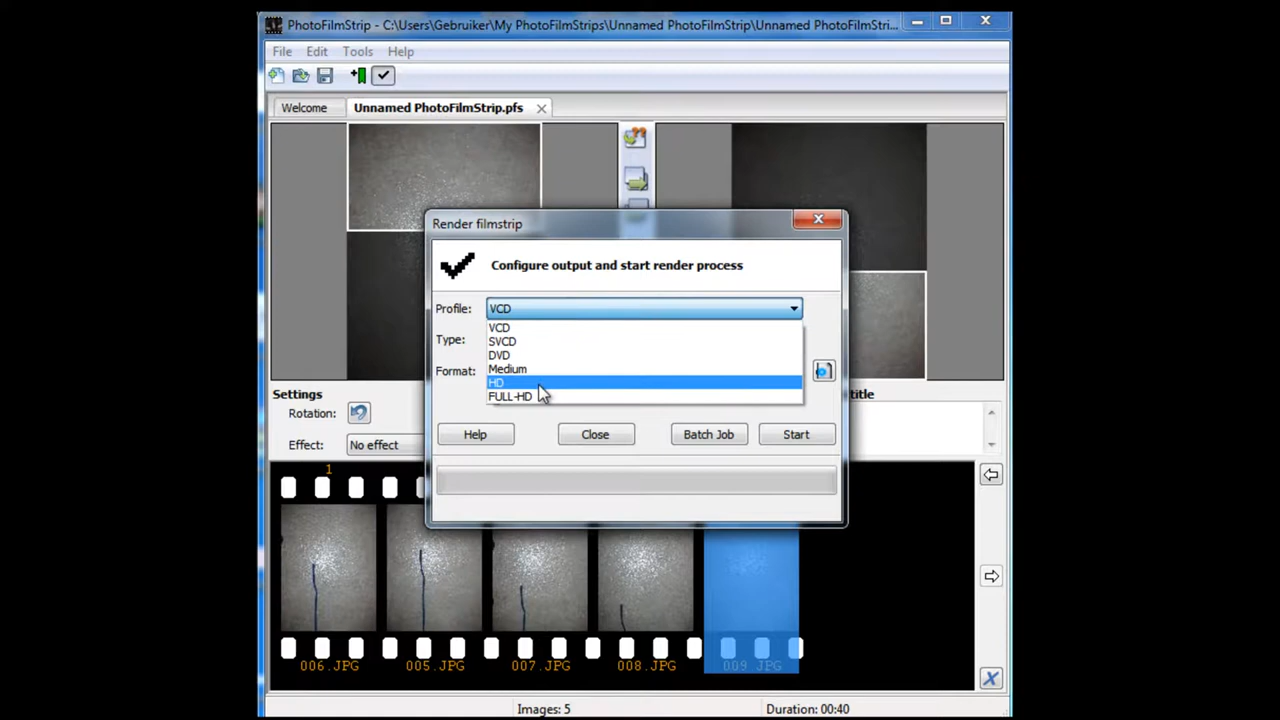 PhotoFilmStrip - C:\Users\Gebruiker\My PhotoFilmStrips\Unnamed PhotoFilmStrip\Unnamed PhotoFilmStri...
File Edit Tools Help
Welcome Unnamed PhotoFilmStrip.pfs
Render filmstrip
Configure output and start render process
Profile: VCD
VCD
Type: SVCD
DVD
Format: Medium
HD
FULL-HD
Settings title
Rotation:
Help Close Batch Job Start
Effect: No effect
1
006.JPG 005.JPG 007.JPG 008.JPG 009.JPG
Images: 5 Duration: 00:40